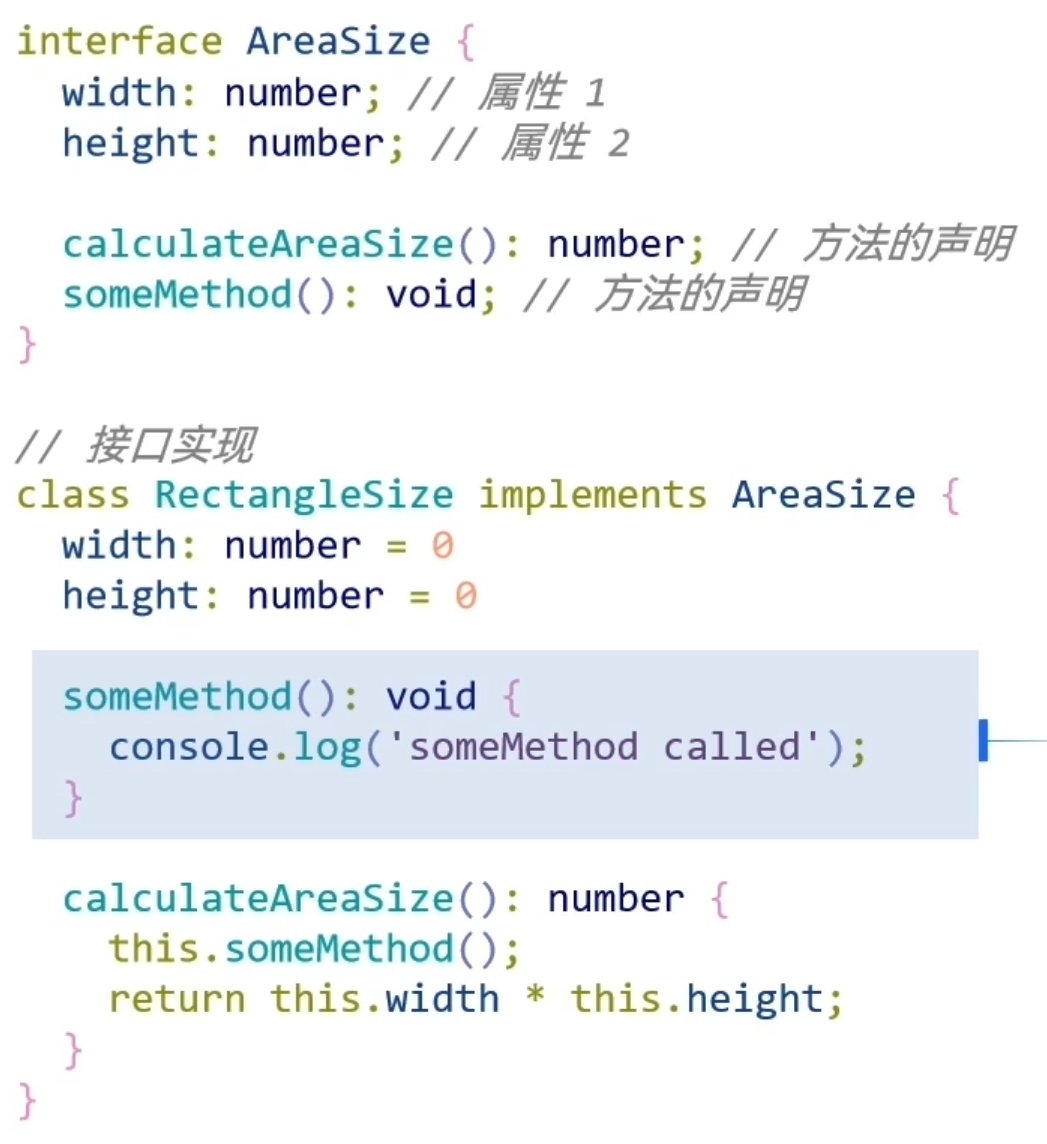 interface AreaSize {
  width: number; // 属性 1
  height: number; // 属性 2

  calculateAreaSize(): number; // 方法的声明
  someMethod(): void; // 方法的声明
}

// 接口实现
class RectangleSize implements AreaSize {
  width: number = 0
  height: number = 0

  someMethod(): void {
    console.log('someMethod called');
  }

  calculateAreaSize(): number {
    this.someMethod();
    return this.width * this.height;
  }
}